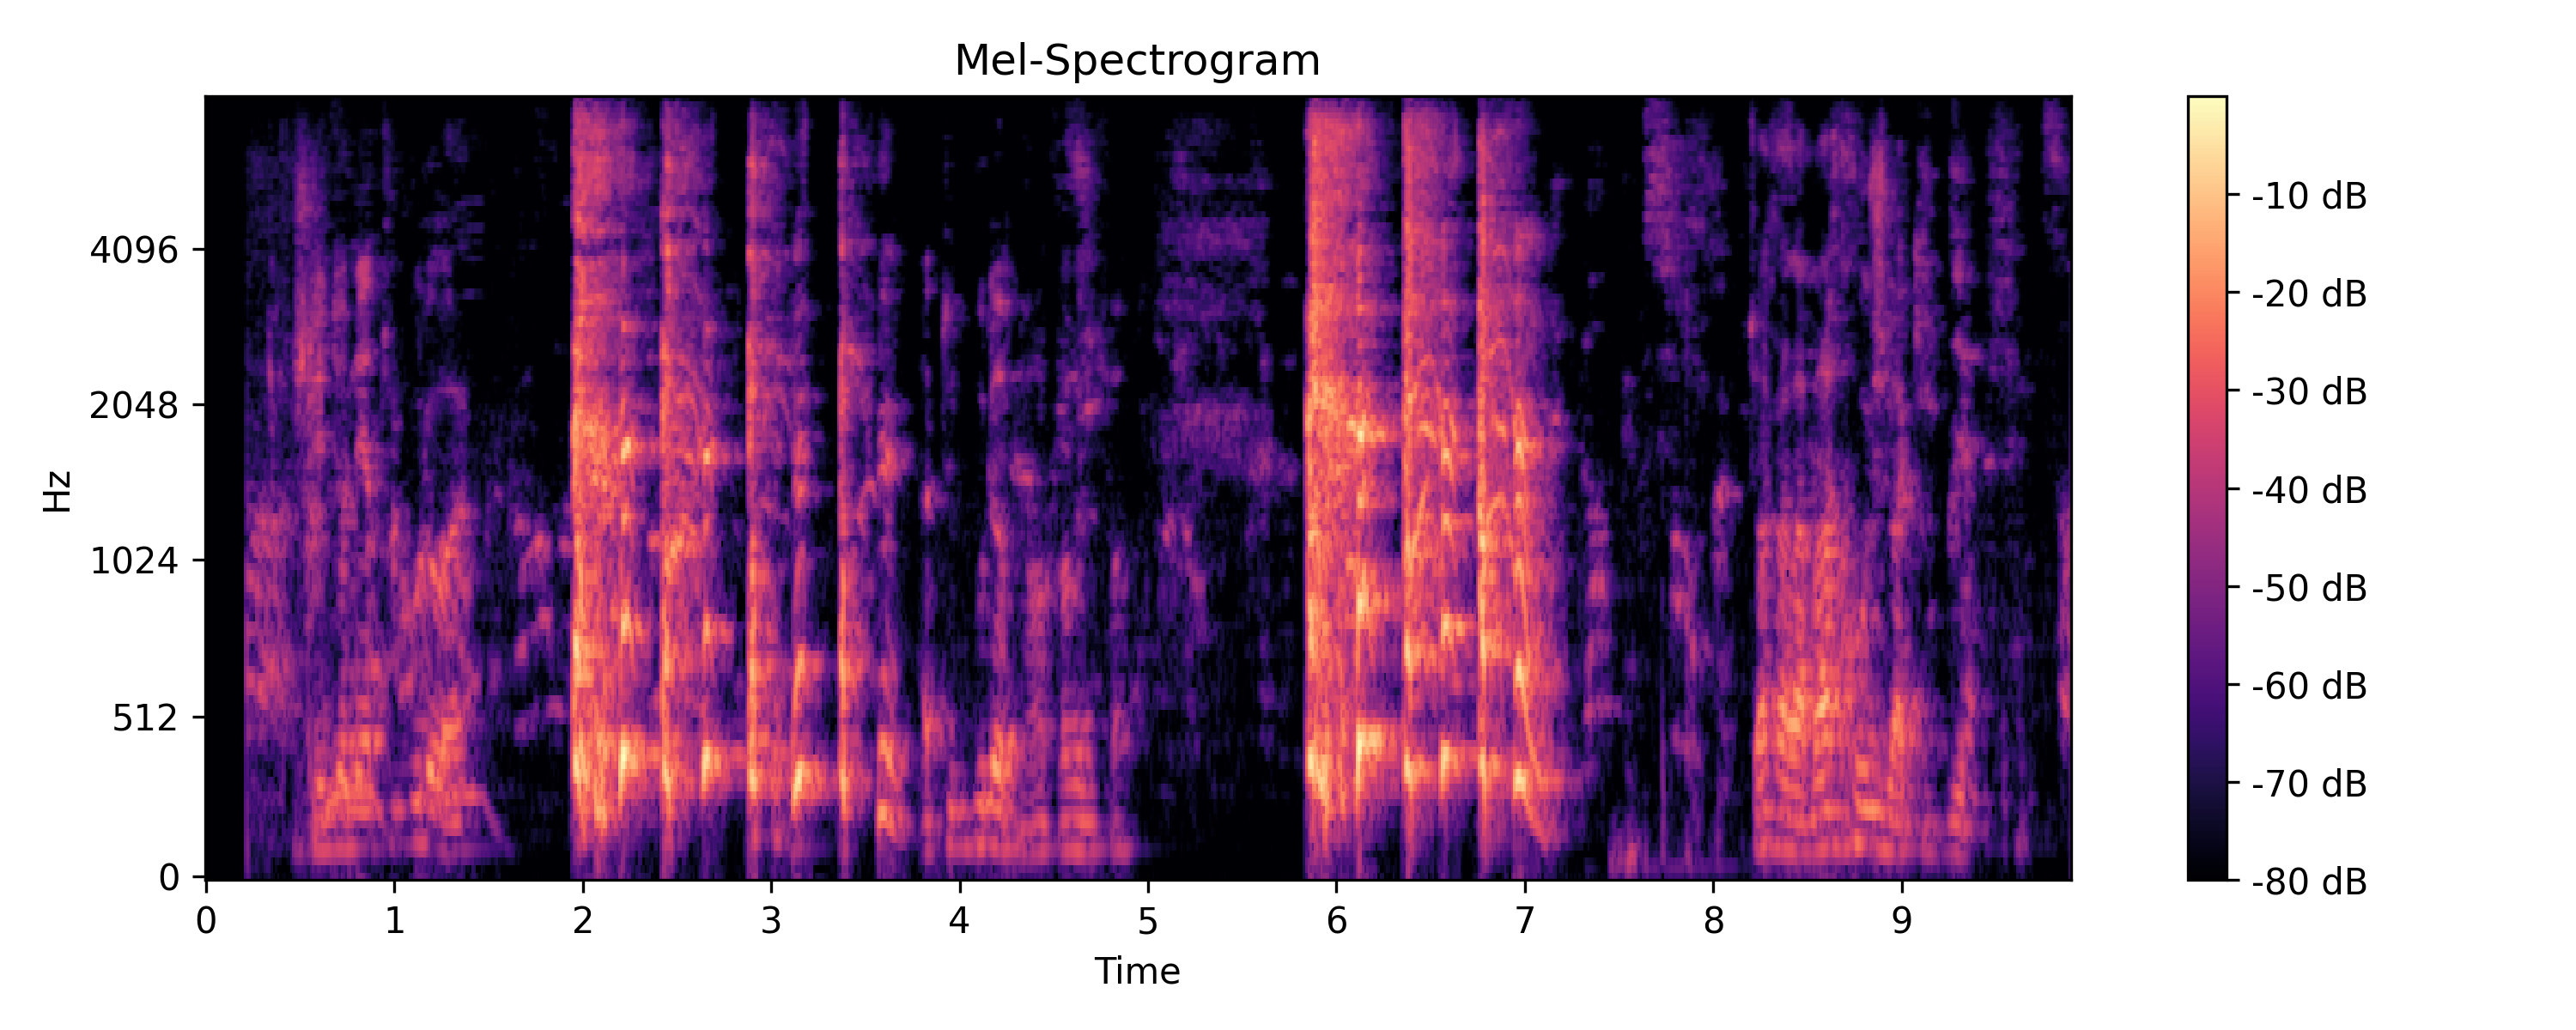 Mel-Spectrogram
Hz
4096
2048
1024
512
0
0 1 2 3 4 5 6 7 8 9
Time
-10 dB
-20 dB
-30 dB
-40 dB
-50 dB
-60 dB
-70 dB
-80 dB